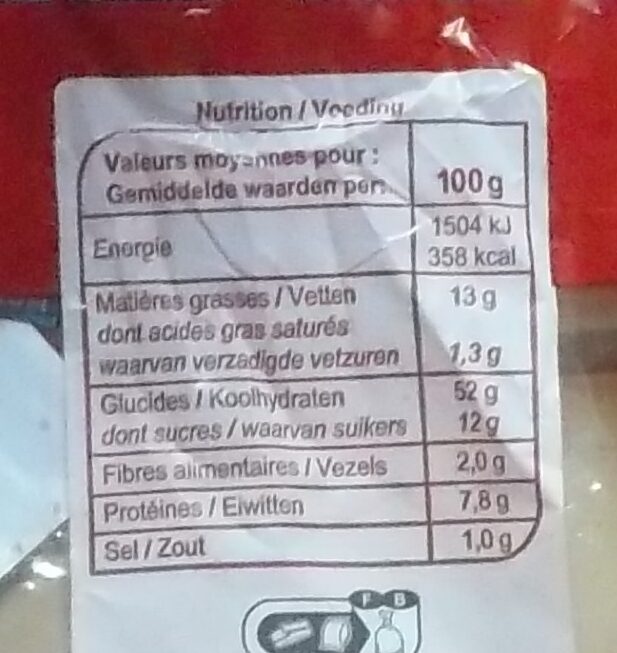 Nutrition / Voeding
Valeurs moyennes pour :
Gemiddelde waarden per:
100 g
Energie
1504 kJ
358 kcal
Matières grasses / Vetten
13 g
dont acides gras saturés
waarvan verzadigde vetzuren
1,3 g
Glucides / Koolhydraten
52 g
dont sucres / waarvan suikers
12 g
Fibres alimentaires / Vezels
2,0 g
Protéines / Eiwitten
7,8 g
Sel / Zout
1,0 g
F B